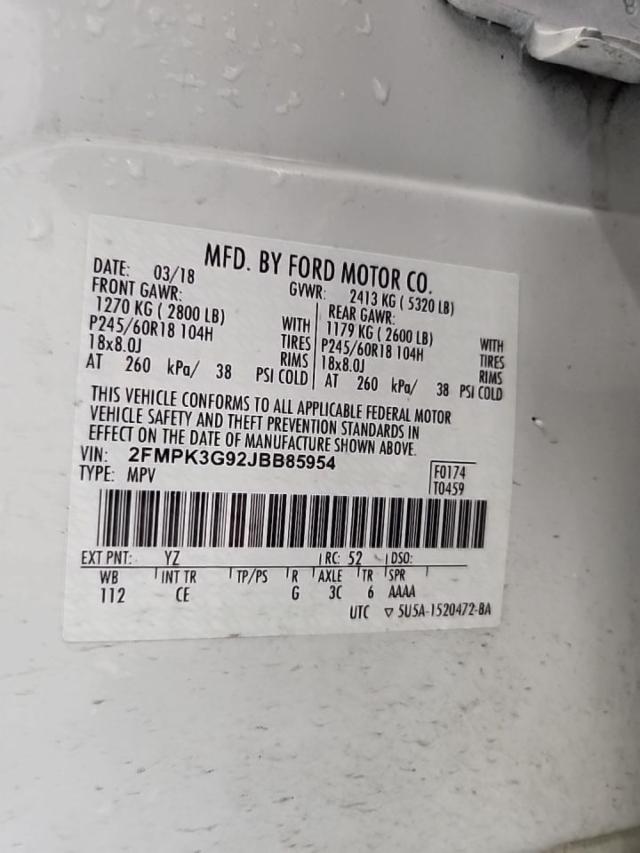 MFD. BY FORD MOTOR CO.
DATE: 03/18 GVWR: 2413 KG ( 5320 LB)
FRONT GAWR: REAR GAWR:
1270 KG ( 2800 LB) WITH 1179 KG ( 2600 LB) WITH
P245/60R18 104H TIRES P245/60R18 104H TIRES
18x8.0J RIMS 18x8.0J RIMS
AT 260 kPa/ 38 PSI COLD AT 260 kPa/ 38 PSI COLD
THIS VEHICLE CONFORMS TO ALL APPLICABLE FEDERAL MOTOR
VEHICLE SAFETY AND THEFT PREVENTION STANDARDS IN
EFFECT ON THE DATE OF MANUFACTURE SHOWN ABOVE.
VIN: 2FMPK3G92JBB85954 F0174
TYPE: MPV T0459
EXT PNT: YZ RC: 52 DSO:
WB INT TR TP/PS R AXLE TR SPR
112 CE G 3C 6 AAAA
UTC ▽ 5U5A-1520472-BA